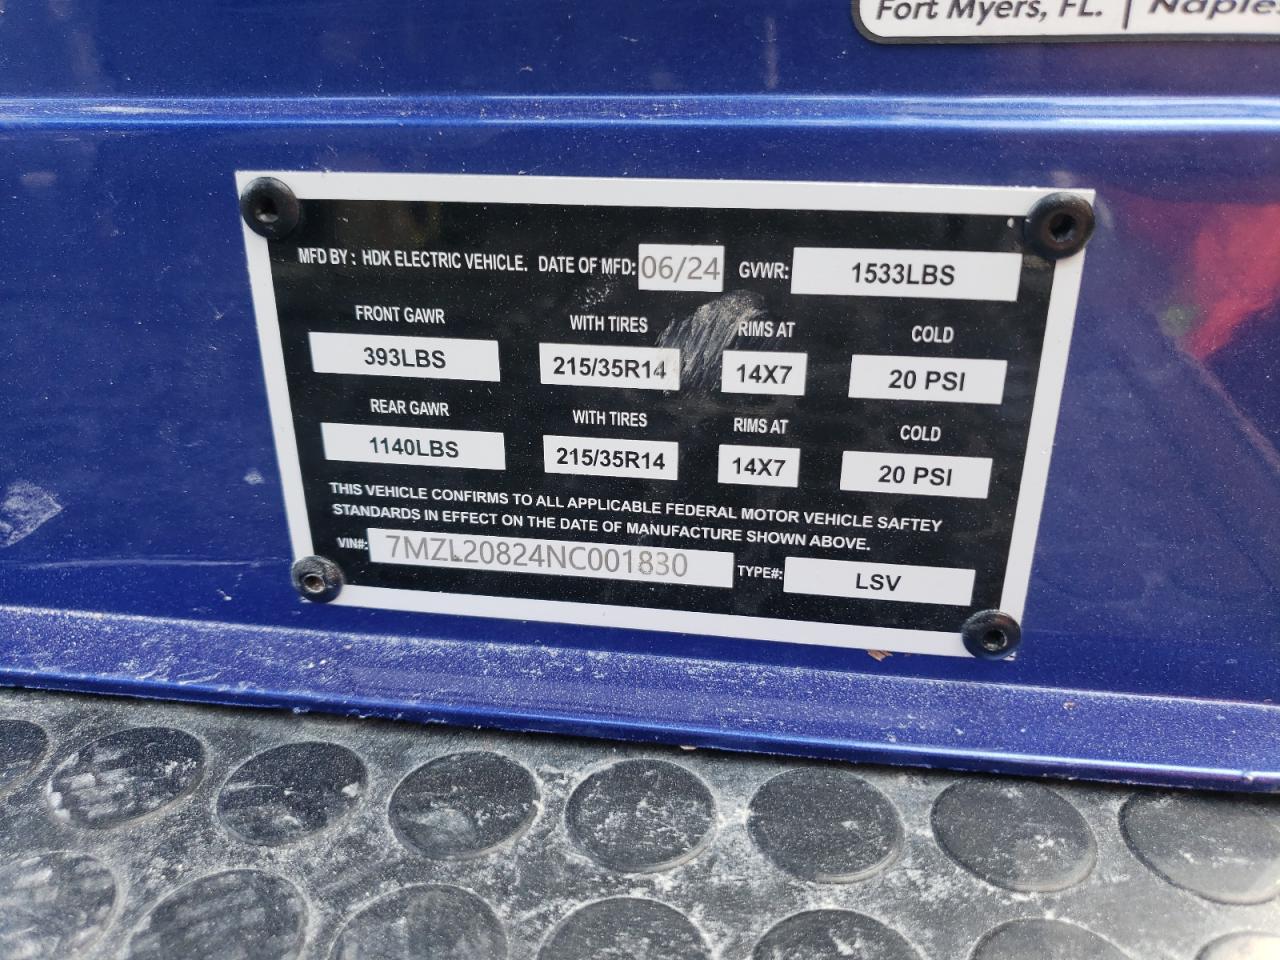 Fort Myers, FL. | Naples
MFD BY : HDK ELECTRIC VEHICLE. DATE OF MFD: 06/24 GVWR: 1533LBS
FRONT GAWR WITH TIRES RIMS AT COLD
393LBS 215/35R14 14X7 20 PSI
REAR GAWR WITH TIRES RIMS AT COLD
1140LBS 215/35R14 14X7 20 PSI
THIS VEHICLE CONFIRMS TO ALL APPLICABLE FEDERAL MOTOR VEHICLE SAFTEY
STANDARDS IN EFFECT ON THE DATE OF MANUFACTURE SHOWN ABOVE.
VIN#: 7MZL20824NC001830 TYPE#: LSV